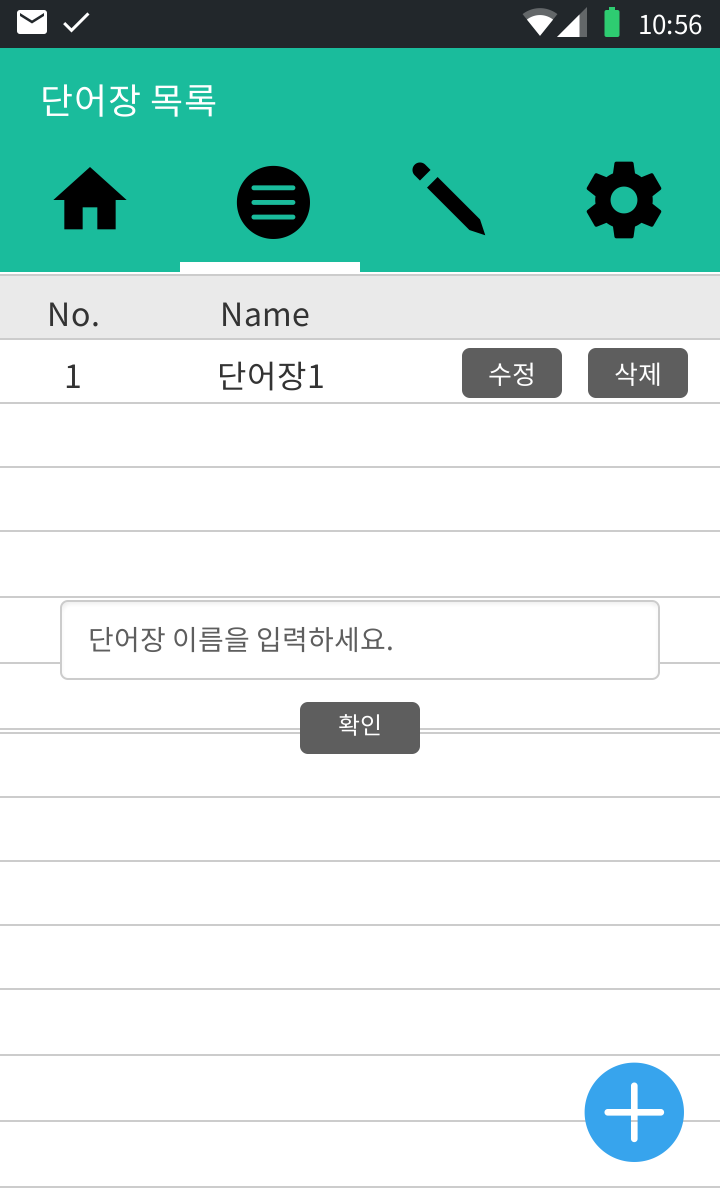 10:56
단어장 목록
No. Name
1 단어장1 수정 삭제
단어장 이름을 입력하세요.
확인